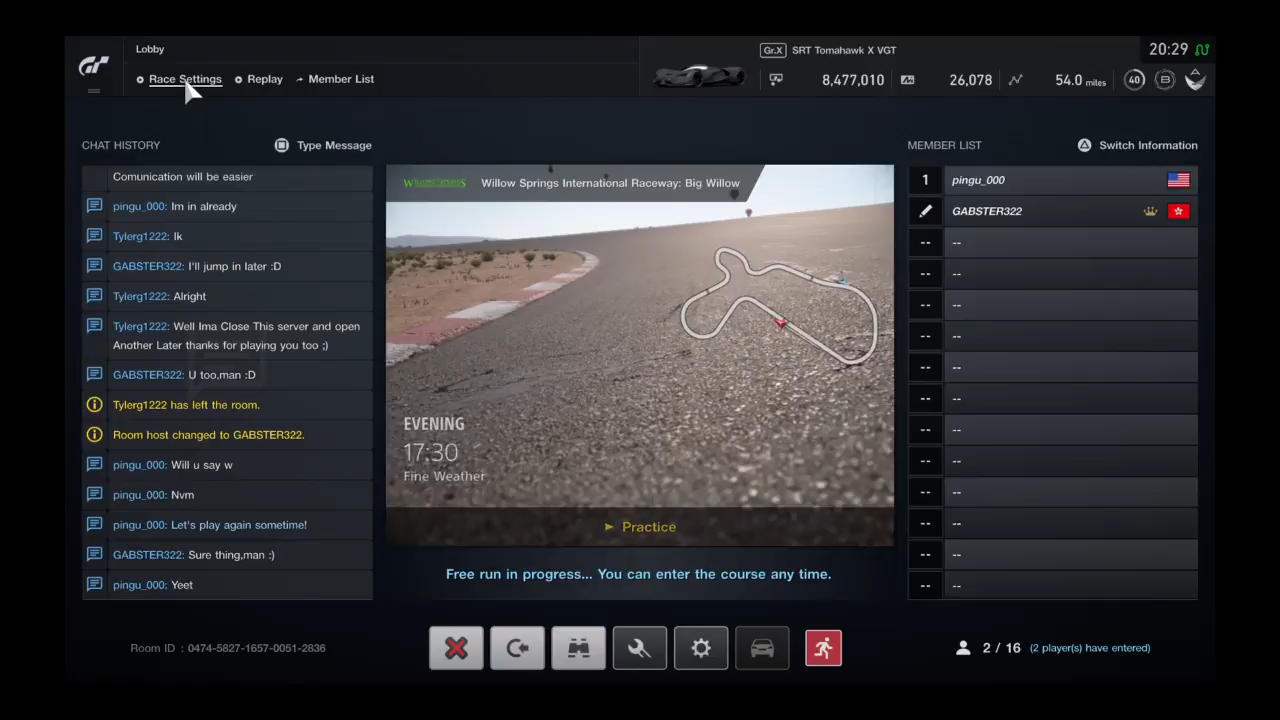 Lobby
Race Settings
Replay
Member List
Gr.X
SRT Tomahawk X VGT
20:29
8,477,010
26,078
54.0 miles
40
B
CHAT HISTORY
Type Message
Comunication will be easier
pingu_000: Im in already
Tylerg1222: Ik
GABSTER322: I'll jump in later :D
Tylerg1222: Alright
Tylerg1222: Well Ima Close This server and open
Another Later thanks for playing you too ;)
GABSTER322: U too,man :D
Tylerg1222 has left the room.
Room host changed to GABSTER322.
pingu_000: Will u say w
pingu_000: Nvm
pingu_000: Let's play again sometime!
GABSTER322: Sure thing,man :)
pingu_000: Yeet
WILLOW SPRINGS
Willow Springs International Raceway: Big Willow
EVENING
17:30
Fine Weather
Practice
Free run in progress... You can enter the course any time.
MEMBER LIST
Switch Information
1 pingu_000
GABSTER322
-- --
-- --
-- --
-- --
-- --
-- --
-- --
-- --
-- --
-- --
-- --
-- --
Room ID : 0474-5827-1657-0051-2836
2 / 16 (2 player(s) have entered)